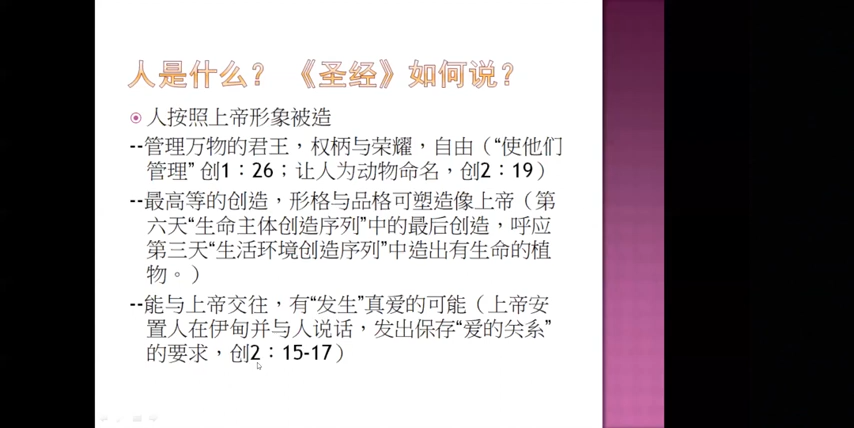 人是什么？ 《圣经》如何说？
人按照上帝形象被造
--管理万物的君王，权柄与荣耀，自由（“使他们
管理” 创1：26；让人为动物命名，创2：19）
--最高等的创造，形格与品格可塑造像上帝（第
六天“生命主体创造序列”中的最后创造，呼应
第三天“生活环境创造序列”中造出有生命的植
物。）
--能与上帝交往，有“发生”真爱的可能（上帝安
置人在伊甸并与人说话，发出保存“爱的关系”
的要求，创2：15-17）